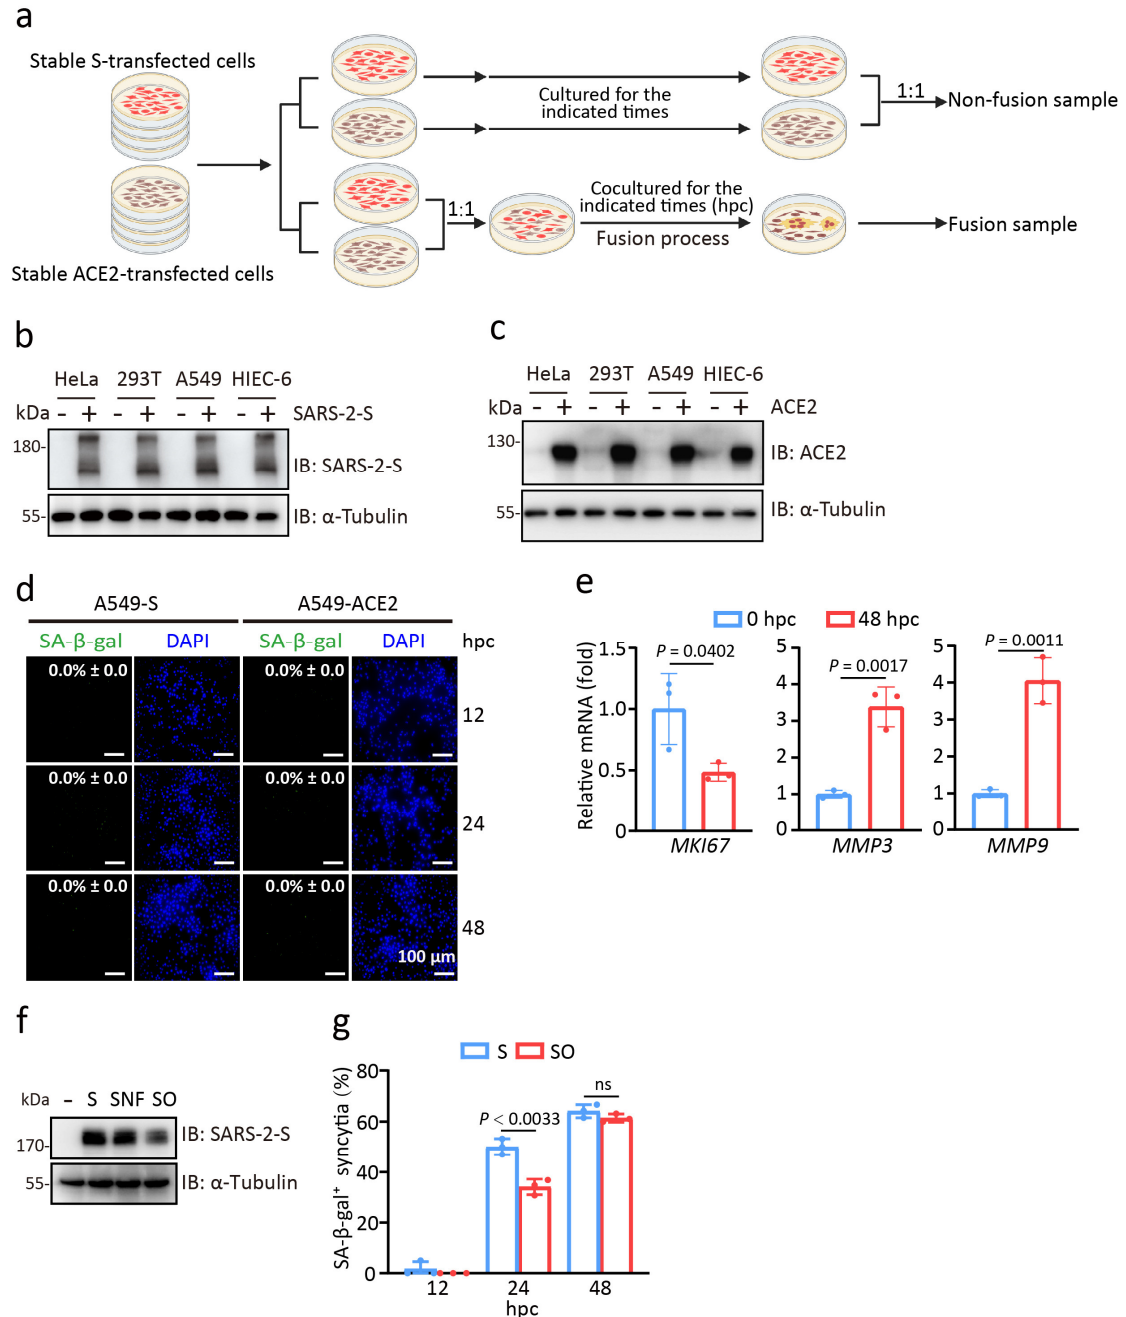 a
Stable S-transfected cells
Stable ACE2-transfected cells
Cultured for the
indicated times
1:1
Non-fusion sample
1:1
Cocultured for the
indicated times (hpc)
Fusion process
Fusion sample
b
HeLa 293T A549 HIEC-6
kDa - + - + - + - + SARS-2-S
180-
IB: SARS-2-S
55-
IB: α-Tubulin
c
HeLa 293T A549 HIEC-6
kDa - + - + - + - + ACE2
130-
IB: ACE2
55-
IB: α-Tubulin
d
A549-S A549-ACE2
SA-β-gal DAPI SA-β-gal DAPI hpc
0.0% ± 0.0 0.0% ± 0.0
12
0.0% ± 0.0 0.0% ± 0.0
24
0.0% ± 0.0 0.0% ± 0.0
48
100 μm
e
0 hpc 48 hpc
Relative mRNA (fold)
1.5
1.0
0.5
0
P = 0.0402
MKI67
5
4
3
2
1
0
P = 0.0017
MMP3
5
4
3
2
1
0
P = 0.0011
MMP9
f
kDa - S SNF SO
170-
IB: SARS-2-S
55-
IB: α-Tubulin
g
S SO
SA-β-gal⁺ syncytia (%)
80
60
40
20
0
P < 0.0033
ns
12 24 48
hpc